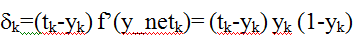 δk=(tk-yk) f’(y_netk)= (tk-yk) yk (1-yk)